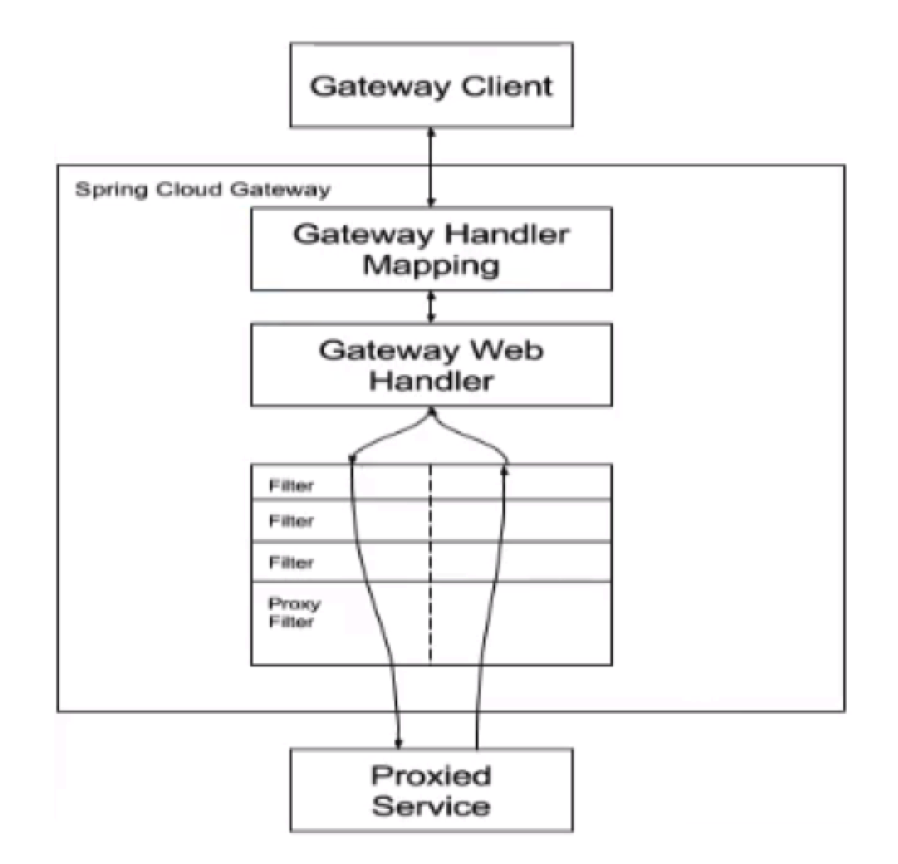 Gateway Client
Spring Cloud Gateway
Gateway Handler
Mapping
Gateway Web
Handler
Filter
Filter
Filter
Proxy
Filter
Proxied
Service